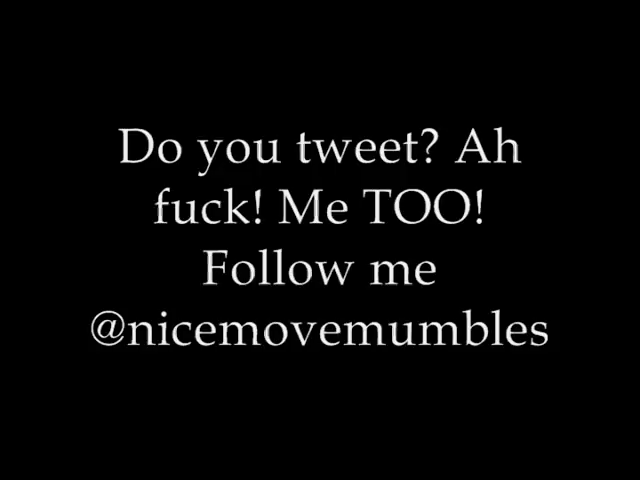 Do you tweet? Ah
fuck! Me TOO!
Follow me
@nicemovemumbles